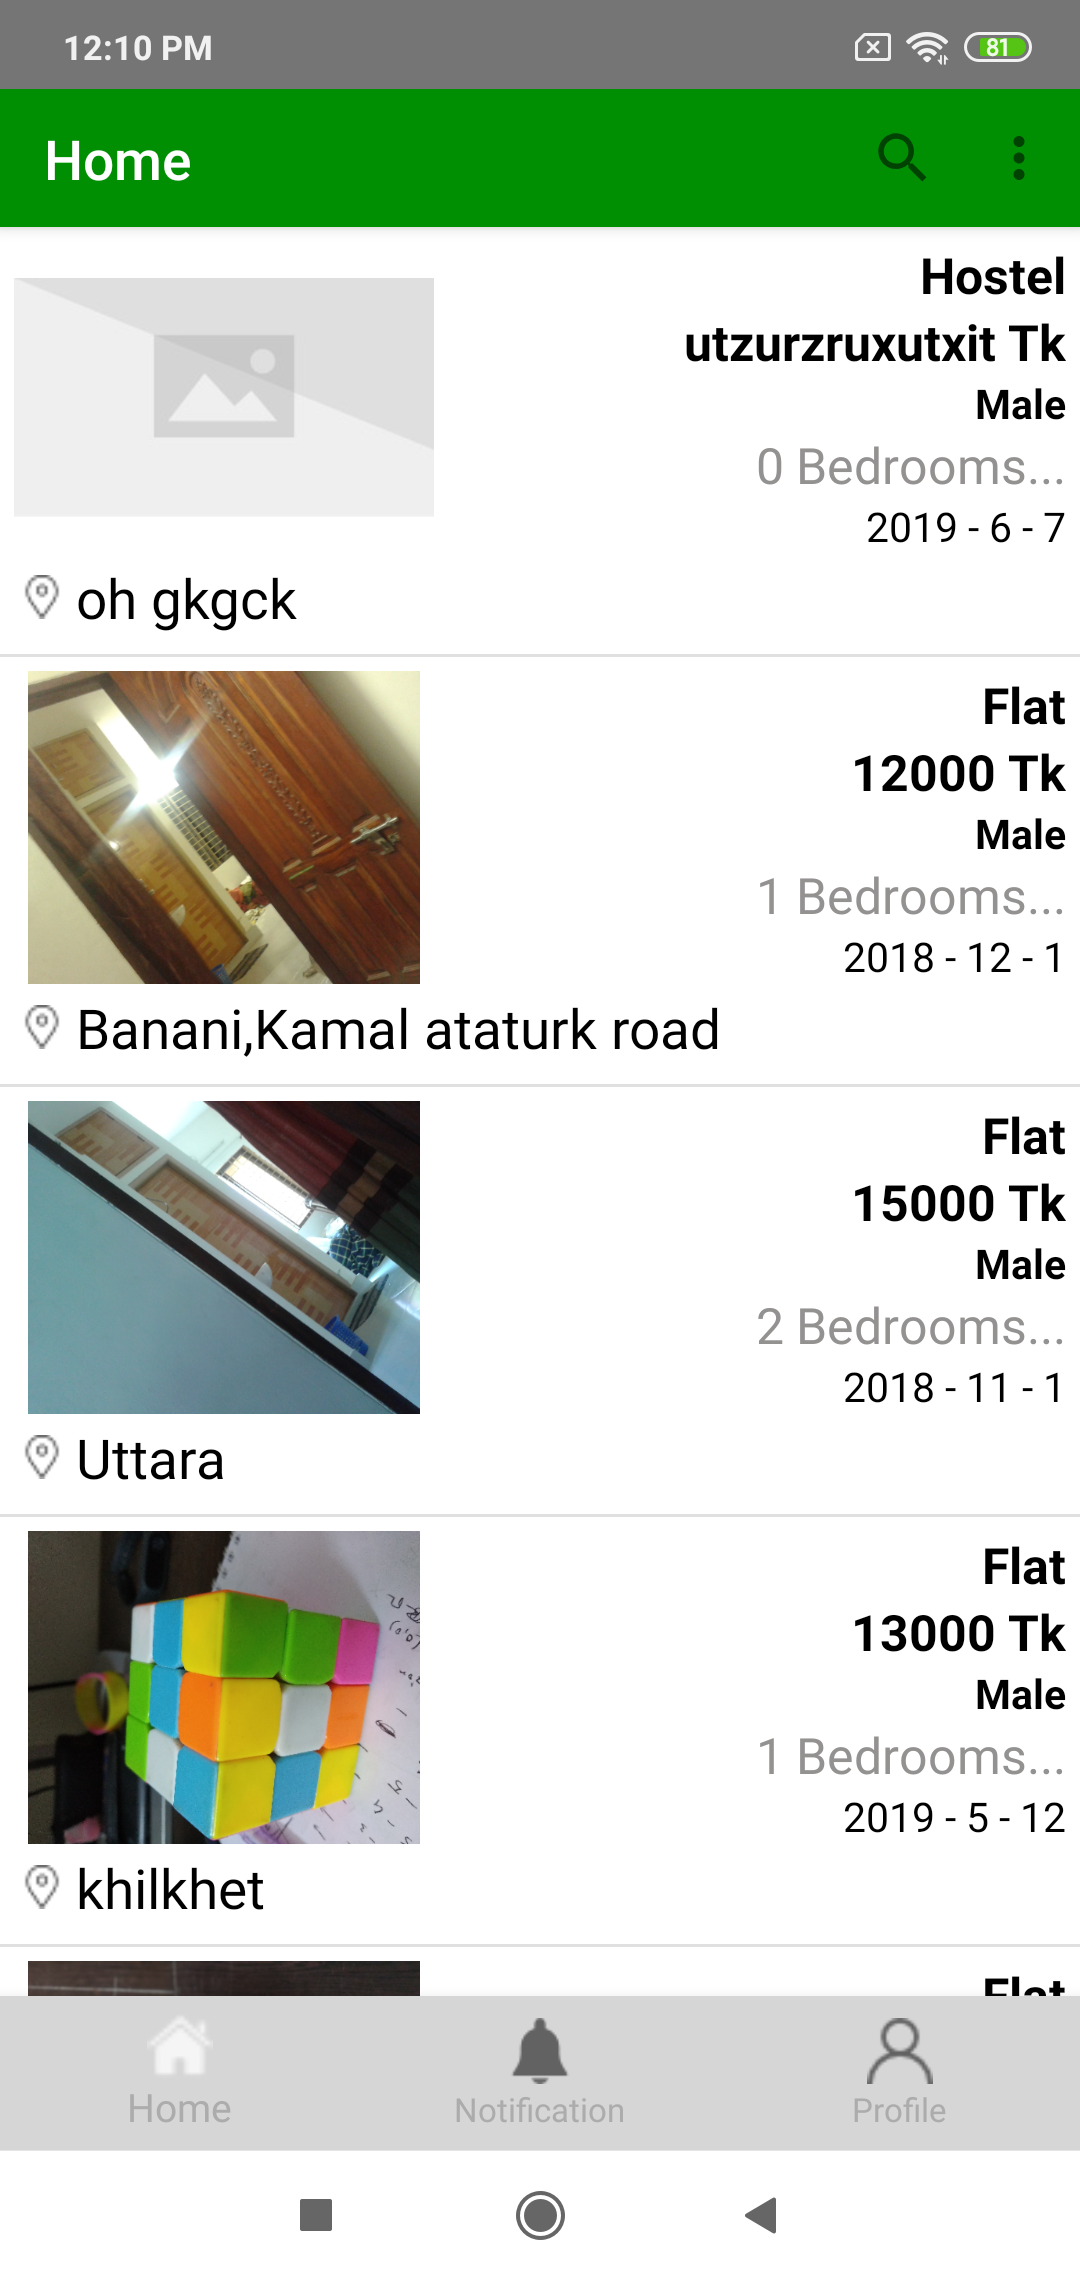 12:10 PM
81
Home
Hostel
utzurzruxutxit Tk
Male
0 Bedrooms...
2019 - 6 - 7
oh gkgck
Flat
12000 Tk
Male
1 Bedrooms...
2018 - 12 - 1
Banani,Kamal ataturk road
Flat
15000 Tk
Male
2 Bedrooms...
2018 - 11 - 1
Uttara
Flat
13000 Tk
Male
1 Bedrooms...
2019 - 5 - 12
khilkhet
Flat
Home
Notification
Profile